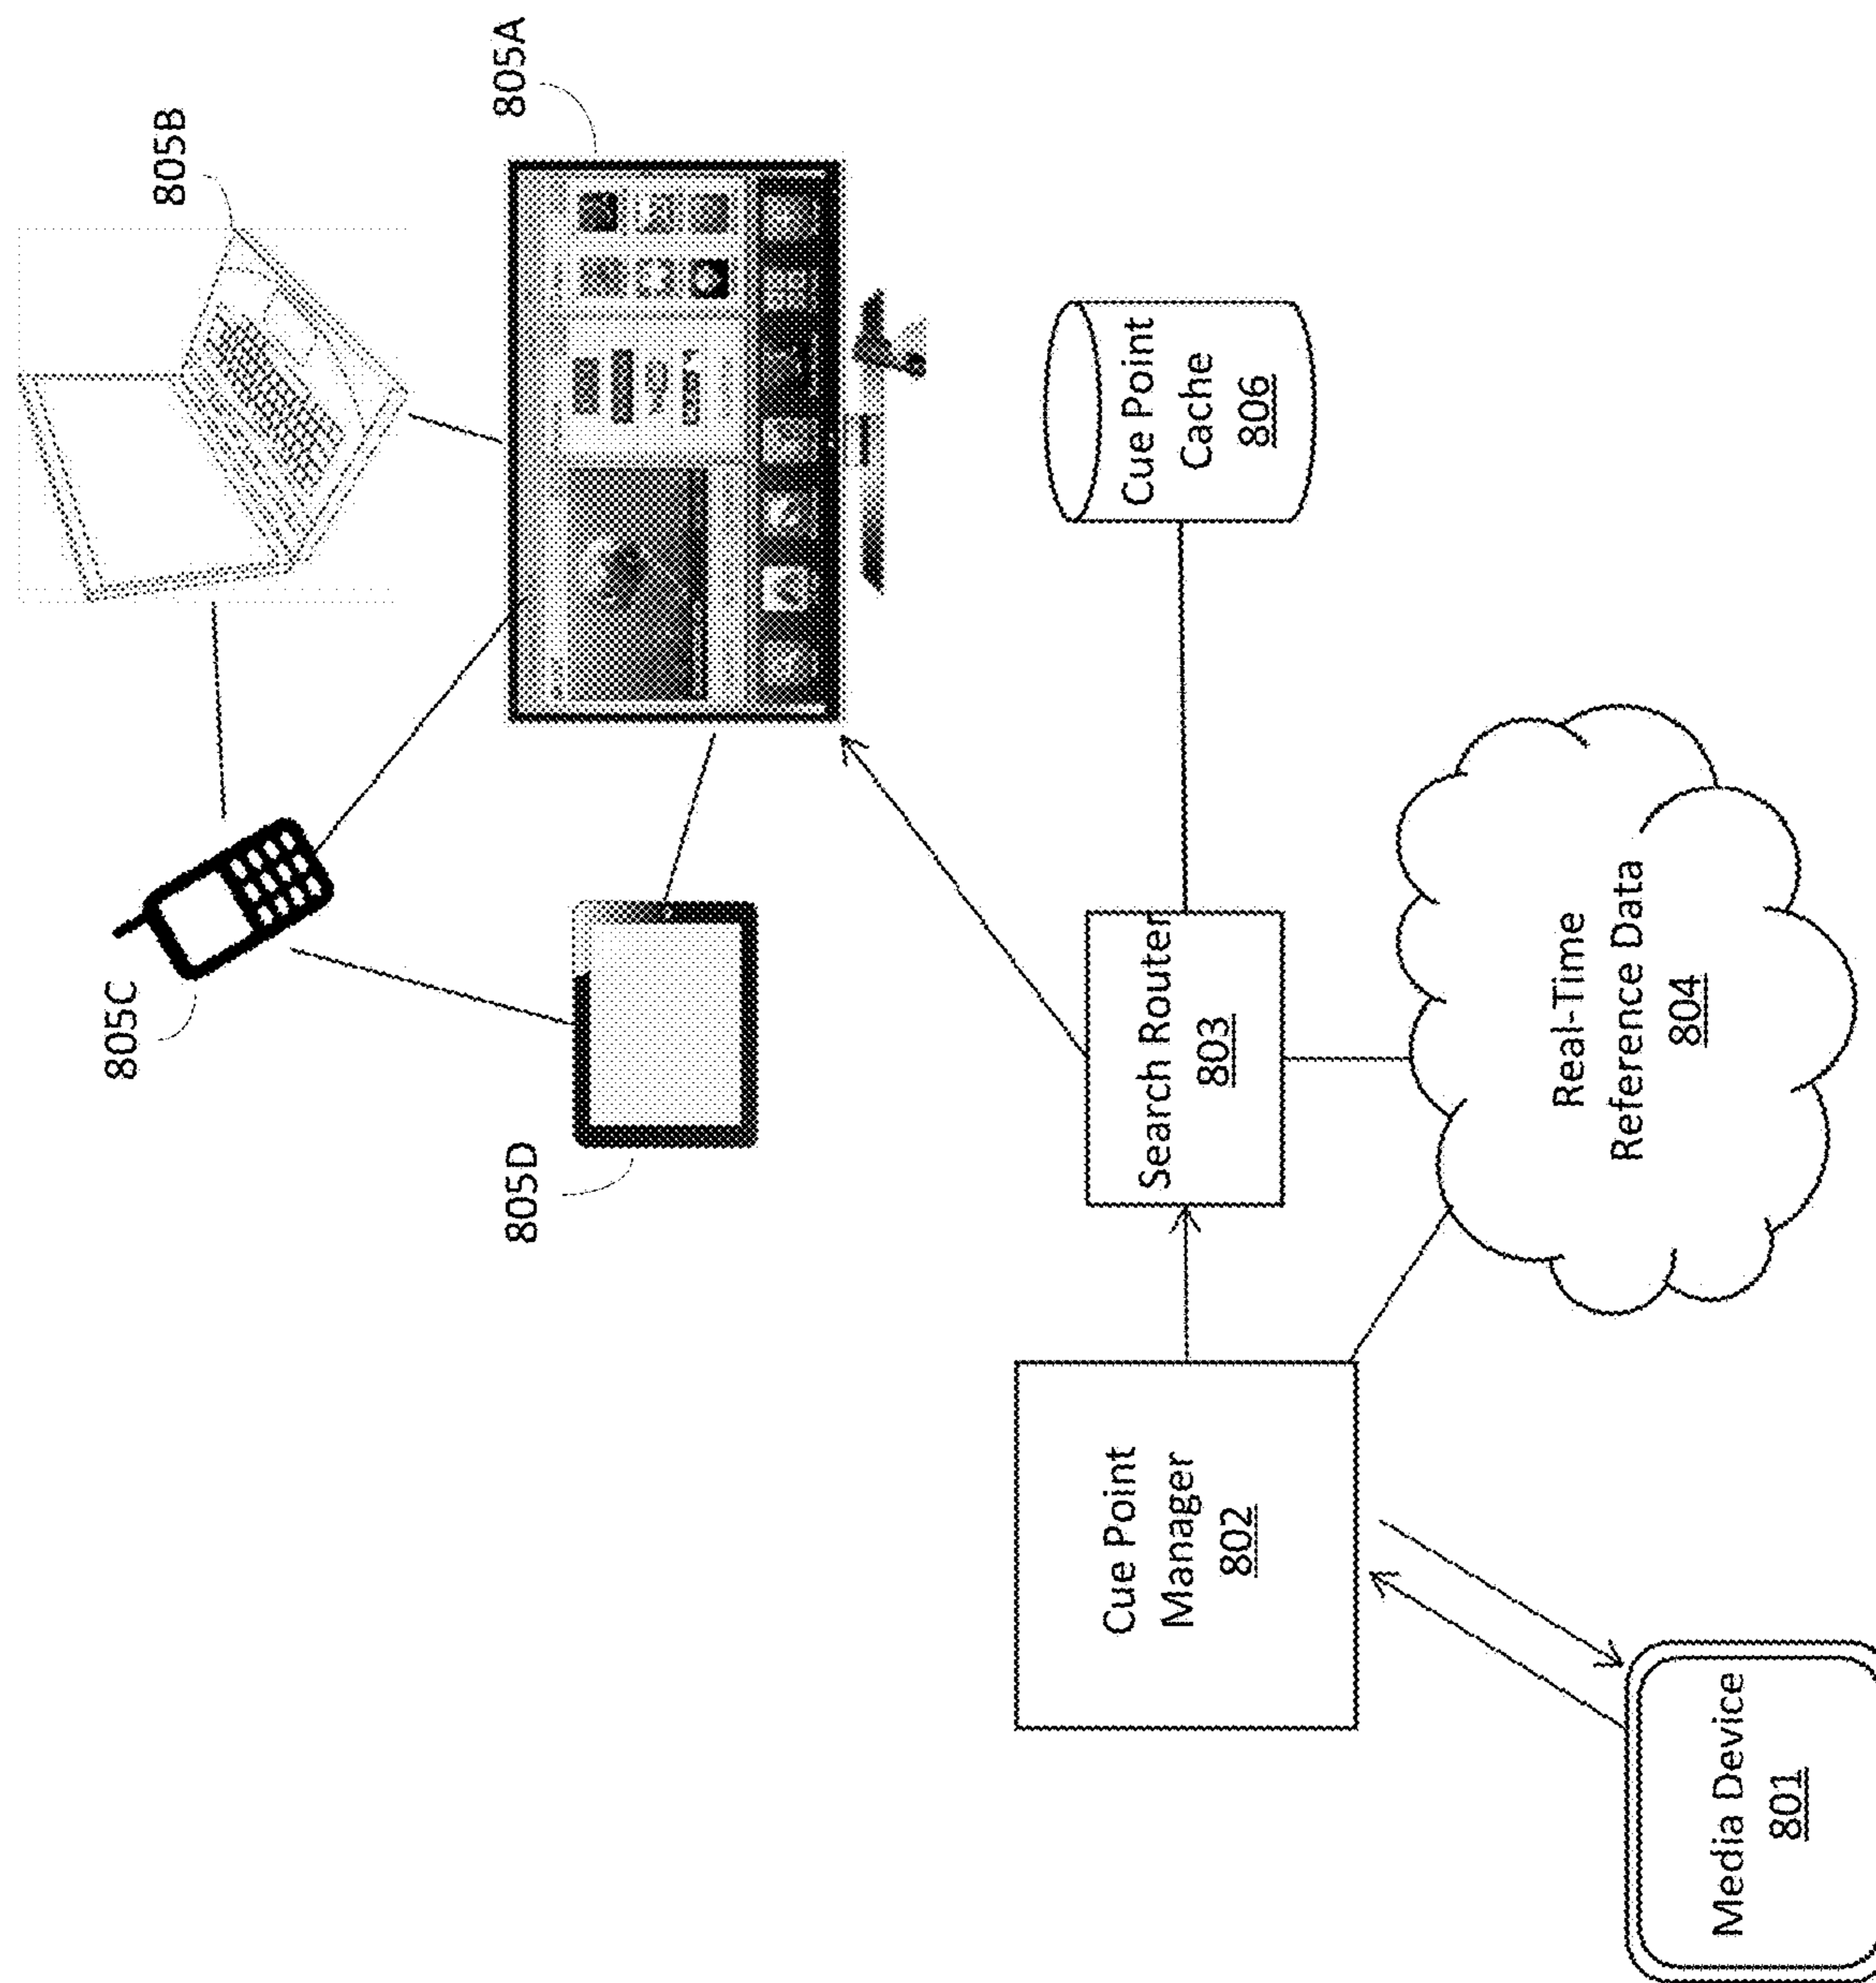 805B
805A
805C
805D
Cue Point
Cache
806
Search Router
803
Real-Time
Reference Data
804
Cue Point
Manager
802
Media Device
801